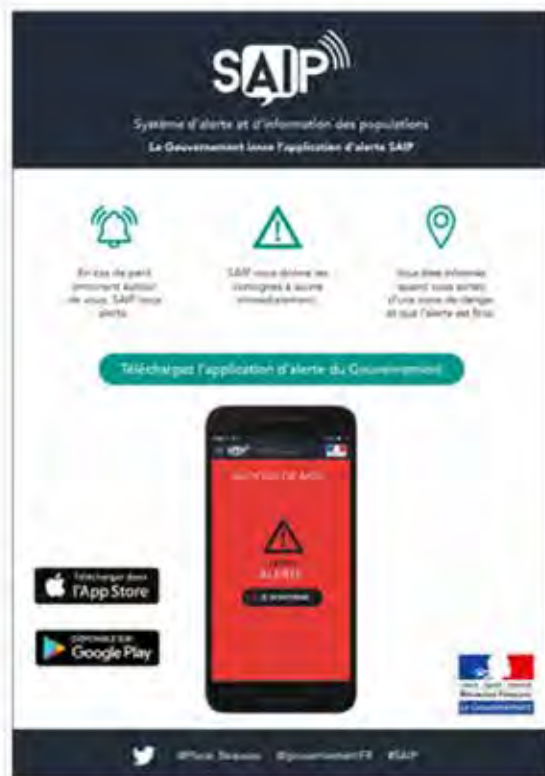 SAIP
Système d'alerte et d'information des populations
Le Gouvernement lance l'application d'alerte SAIP
En cas de péril
imminent autour
de vous, SAIP vous
alerte.
SAIP vous donne les
consignes à suivre
immédiatement.
Vous êtes informés
quand vous sortez
d'une zone de danger
et que l'alerte est finie.
Téléchargez l'application d'alerte du Gouvernement
ALERTE
Télécharger dans
l'App Store
DISPONIBLE SUR
Google Play
République Française
Le Gouvernement
@gouvernementFR #SAIP